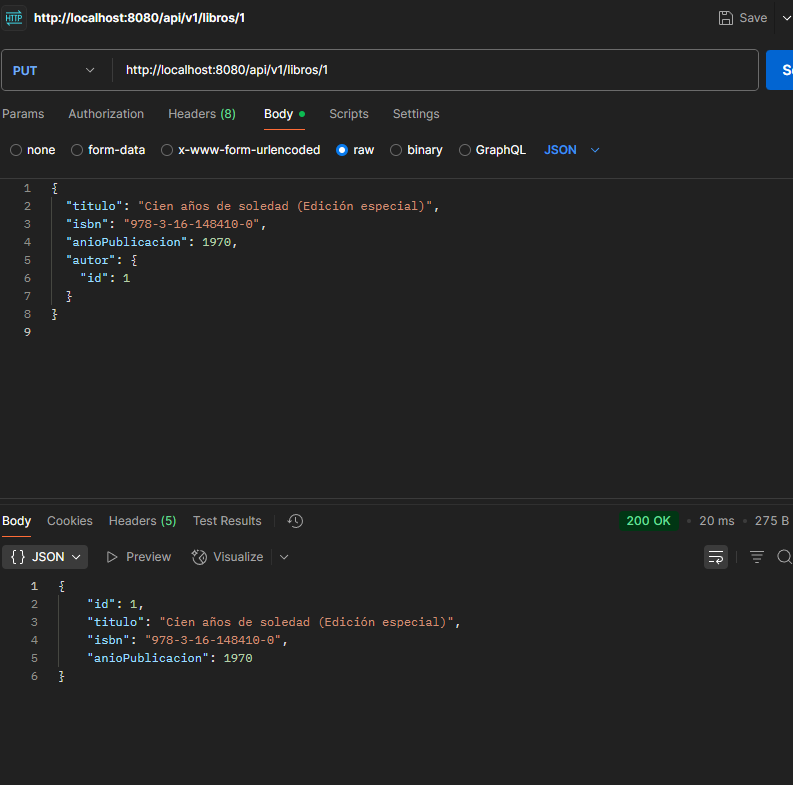 HTTP http://localhost:8080/api/v1/libros/1 Save
PUT http://localhost:8080/api/v1/libros/1
Params Authorization Headers (8) Body Scripts Settings
none form-data x-www-form-urlencoded raw binary GraphQL JSON
1 {
2 "titulo": "Cien años de soledad (Edición especial)",
3 "isbn": "978-3-16-148410-0",
4 "anioPublicacion": 1970,
5 "autor": {
6 "id": 1
7 }
8 }
9
Body Cookies Headers (5) Test Results 200 OK • 20 ms • 275 B
{} JSON Preview Visualize
1 {
2 "id": 1,
3 "titulo": "Cien años de soledad (Edición especial)",
4 "isbn": "978-3-16-148410-0",
5 "anioPublicacion": 1970
6 }